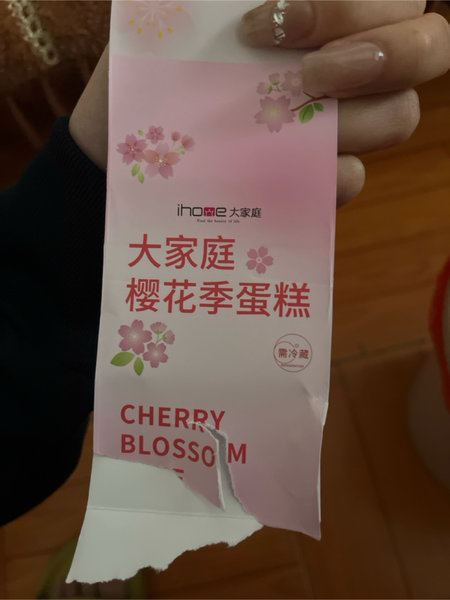 ihome 大家庭
Find the beauty of life
大家庭
樱花季蛋糕
需冷藏
CHERRY
BLOSSOM